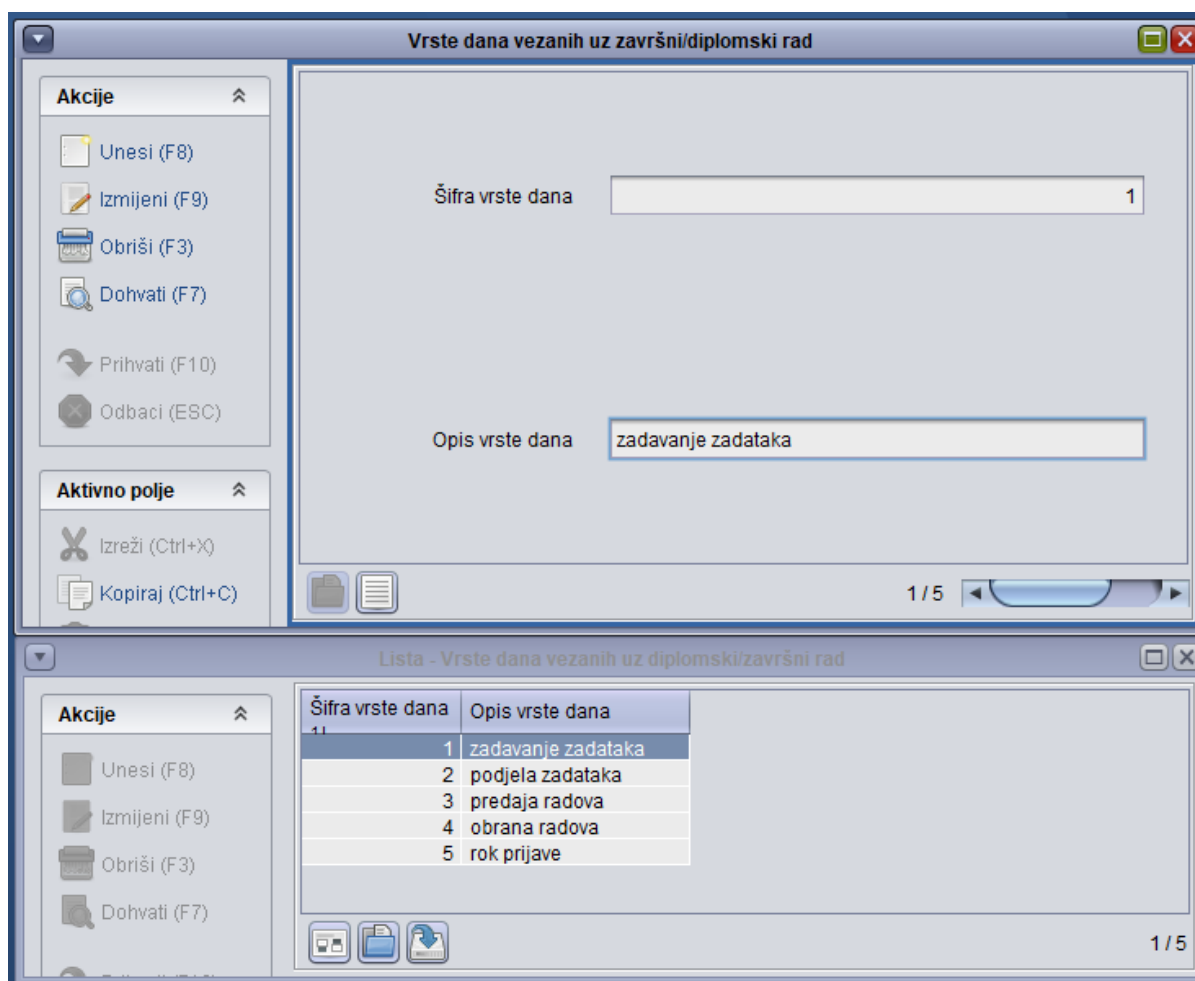 Vrste dana vezanih uz završni/diplomski rad
Akcije
Unesi (F8)
Izmijeni (F9)
Obriši (F3)
Dohvati (F7)
Prihvati (F10)
Odbaci (ESC)
Aktivno polje
Izreži (Ctrl+X)
Kopiraj (Ctrl+C)
Šifra vrste dana 1
Opis vrste dana zadavanje zadataka
1 / 5
Lista - Vrste dana vezanih uz diplomski/završni rad
Akcije
Unesi (F8)
Izmijeni (F9)
Obriši (F3)
Dohvati (F7)
Šifra vrste dana Opis vrste dana
1 zadavanje zadataka
2 podjela zadataka
3 predaja radova
4 obrana radova
5 rok prijave
1 / 5